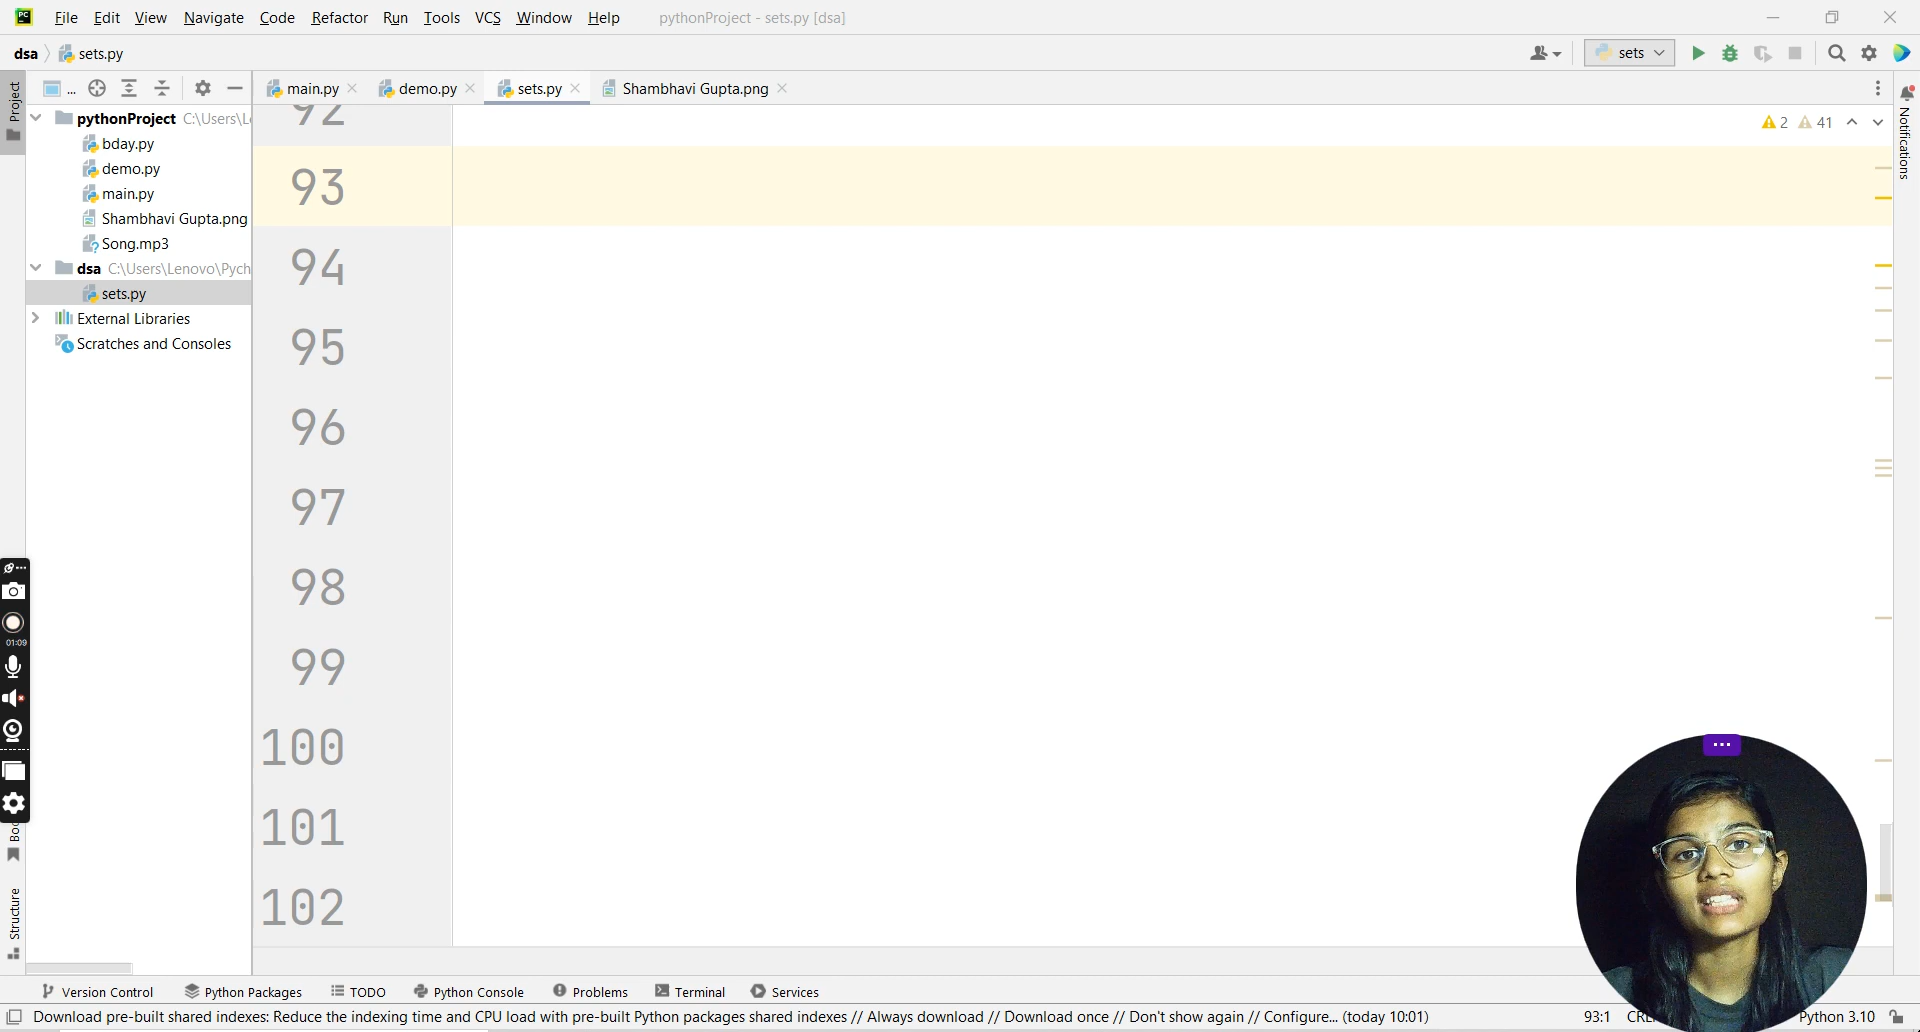 PC File Edit View Navigate Code Refactor Run Tools VCS Window Help pythonProject - sets.py [dsa]
dsa sets.py sets
... main.py demo.py sets.py Shambhavi Gupta.png
Project
pythonProject C:\Users\L
bday.py
demo.py
main.py
Shambhavi Gupta.png
Song.mp3
dsa C:\Users\Lenovo\Pych
sets.py
External Libraries
Scratches and Consoles
2 41
Notifications
92
93
94
95
96
97
98
99
100
101
102
01:09
Structure
Version Control Python Packages TODO Python Console Problems Terminal Services
Download pre-built shared indexes: Reduce the indexing time and CPU load with pre-built Python packages shared indexes // Always download // Download once // Don't show again // Configure... (today 10:01) 93:1 Python 3.10